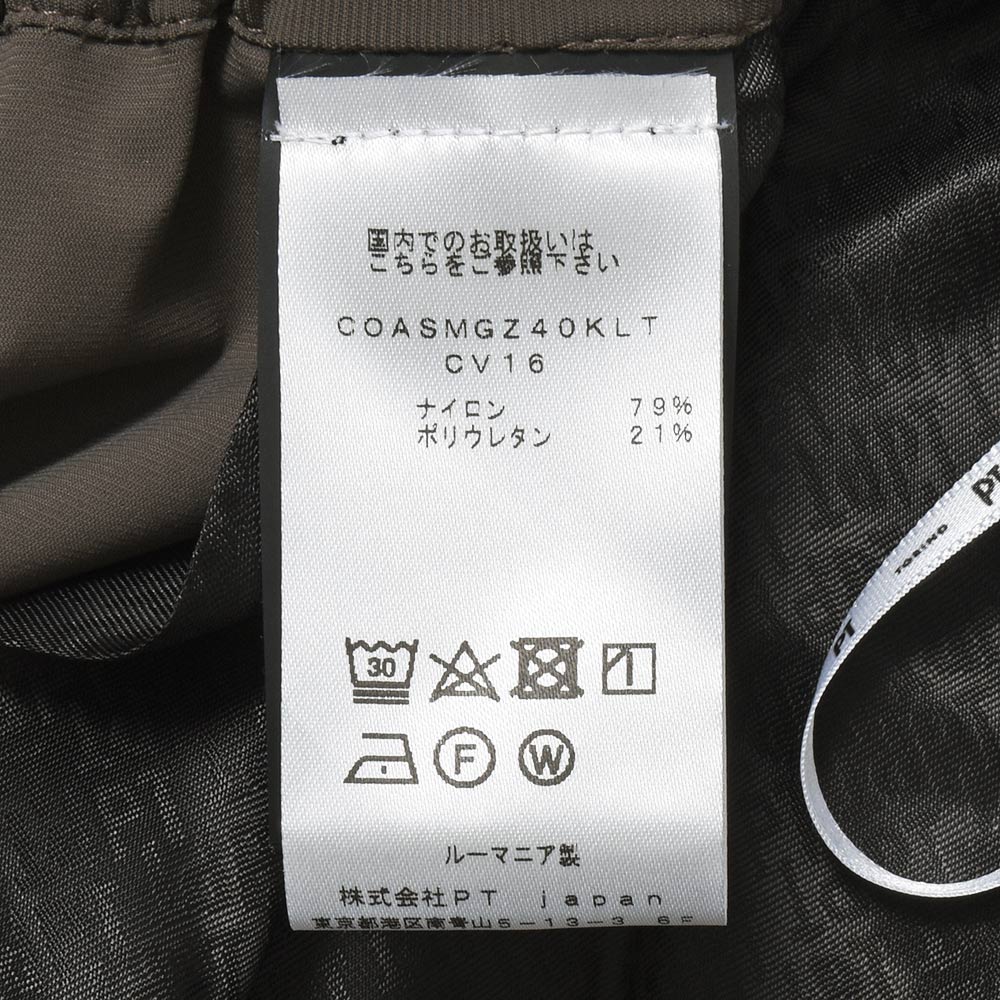 国内でのお取扱いは
こちらをご参照下さい
COASMGZ40KLT
CV16
ナイロン 79%
ポリウレタン 21%
30
F W
ルーマニア製
株式会社PT japan
東京都港区南青山5-13-3 6F
PT
TORINO
PT